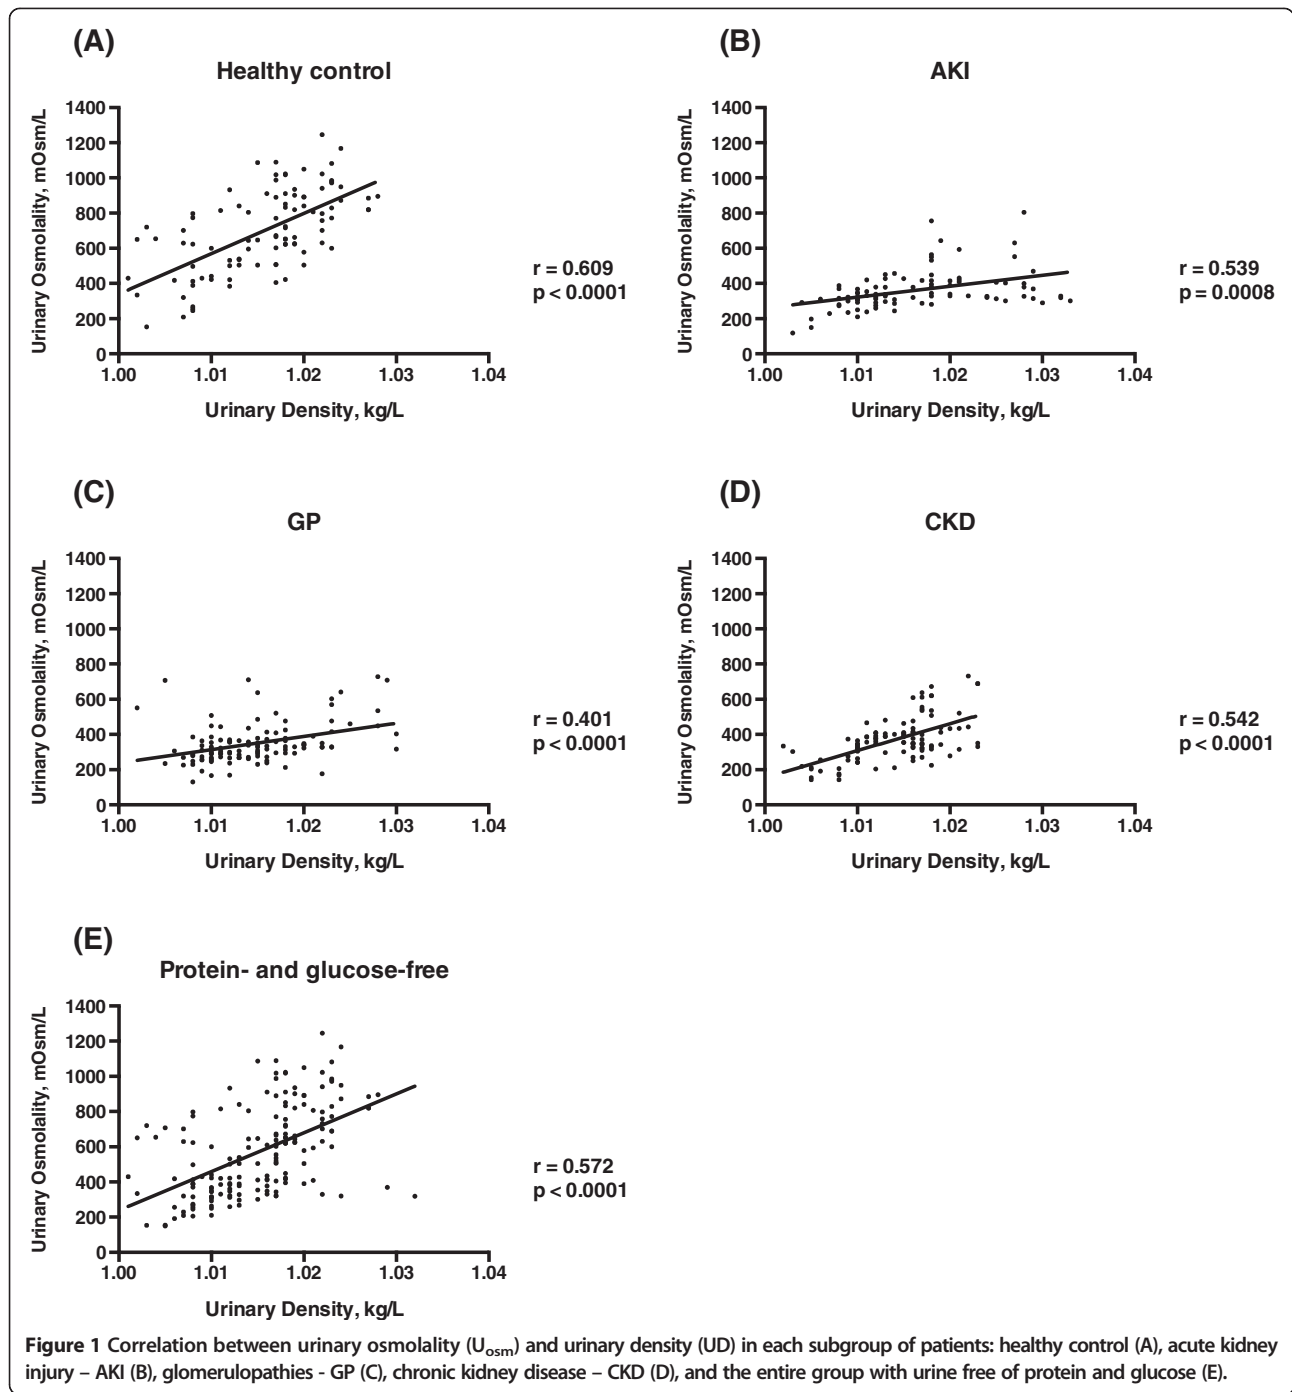 (A)
Healthy control
Urinary Osmolality, mOsm/L
1400
1200
1000
800
600
400
200
0
1.00 1.01 1.02 1.03 1.04
Urinary Density, kg/L
r = 0.609
p < 0.0001
(B)
AKI
Urinary Osmolality, mOsm/L
1400
1200
1000
800
600
400
200
0
1.00 1.01 1.02 1.03 1.04
Urinary Density, kg/L
r = 0.539
p = 0.0008
(C)
GP
Urinary Osmolality, mOsm/L
1400
1200
1000
800
600
400
200
0
1.00 1.01 1.02 1.03 1.04
Urinary Density, kg/L
r = 0.401
p < 0.0001
(D)
CKD
Urinary Osmolality, mOsm/L
1400
1200
1000
800
600
400
200
0
1.00 1.01 1.02 1.03 1.04
Urinary Density, kg/L
r = 0.542
p < 0.0001
(E)
Protein- and glucose-free
Urinary Osmolality, mOsm/L
1400
1200
1000
800
600
400
200
0
1.00 1.01 1.02 1.03 1.04
Urinary Density, kg/L
r = 0.572
p < 0.0001
Figure 1 Correlation between urinary osmolality (Uosm) and urinary density (UD) in each subgroup of patients: healthy control (A), acute kidney
injury – AKI (B), glomerulopathies - GP (C), chronic kidney disease – CKD (D), and the entire group with urine free of protein and glucose (E).